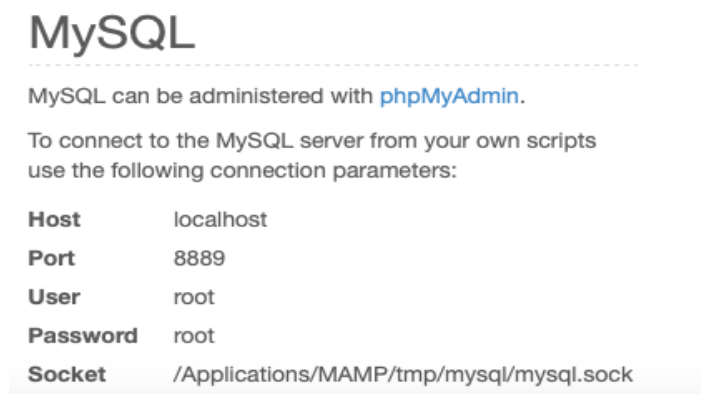 MySQL
MySQL can be administered with phpMyAdmin.
To connect to the MySQL server from your own scripts
use the following connection parameters:
Host localhost
Port 8889
User root
Password root
Socket /Applications/MAMP/tmp/mysql/mysql.sock